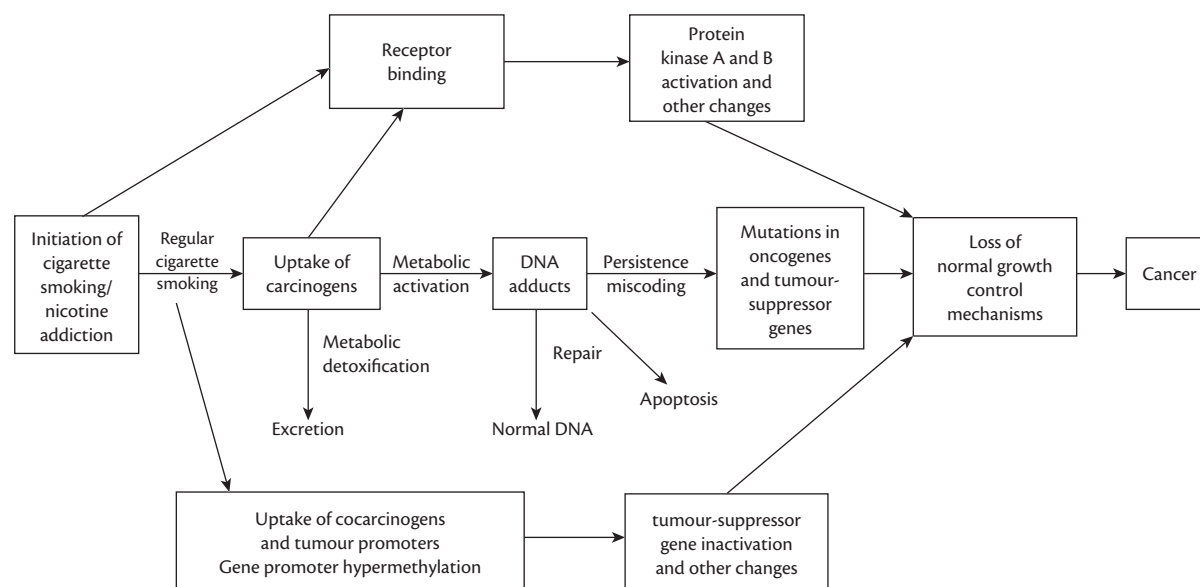 Receptor
binding
Protein
kinase A and B
activation and
other changes
Initiation of
cigarette
smoking/
nicotine
addiction
Regular
cigarette
smoking
Uptake of
carcinogens
Metabolic
activation
DNA
adducts
Persistence
miscoding
Mutations in
oncogenes
and tumour-
suppressor
genes
Loss of
normal growth
control
mechanisms
Cancer
Metabolic
detoxification
Repair
Apoptosis
Excretion
Normal DNA
Uptake of cocarcinogens
and tumour promoters
Gene promoter hypermethylation
tumour-suppressor
gene inactivation
and other changes